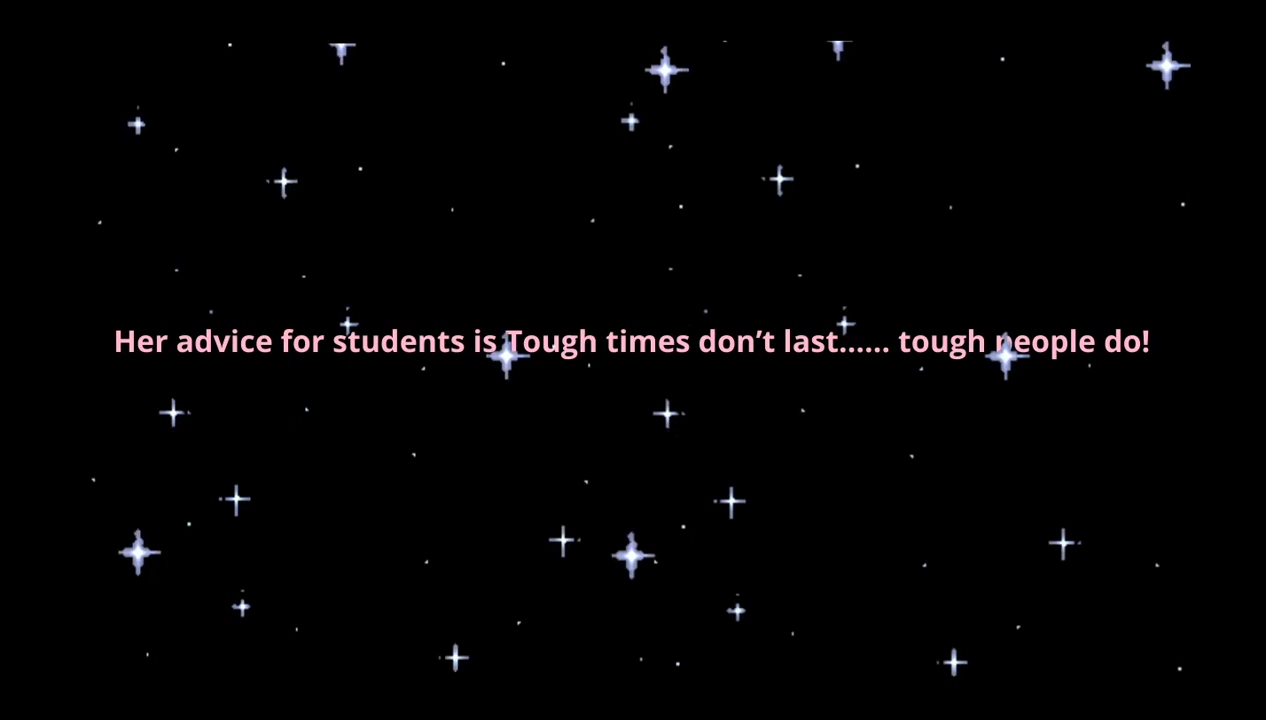 Her advice for students is Tough times don’t last...... tough people do!